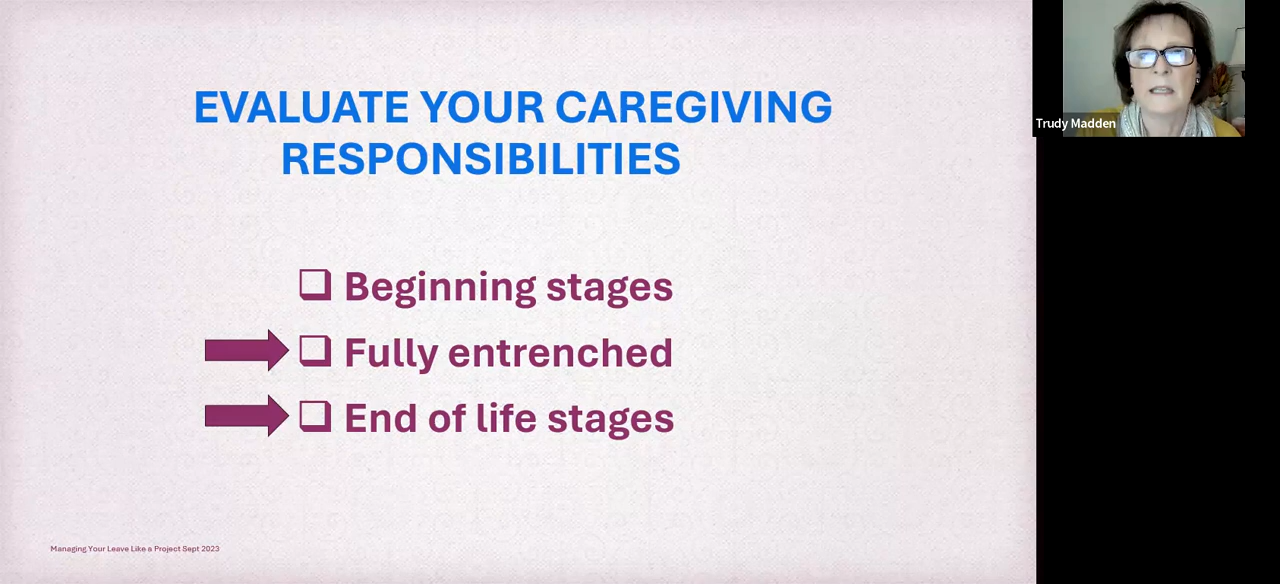 EVALUATE YOUR CAREGIVING
RESPONSIBILITIES
Beginning stages
Fully entrenched
End of life stages
Managing Your Leave Like a Project Sept 2023
Trudy Madden